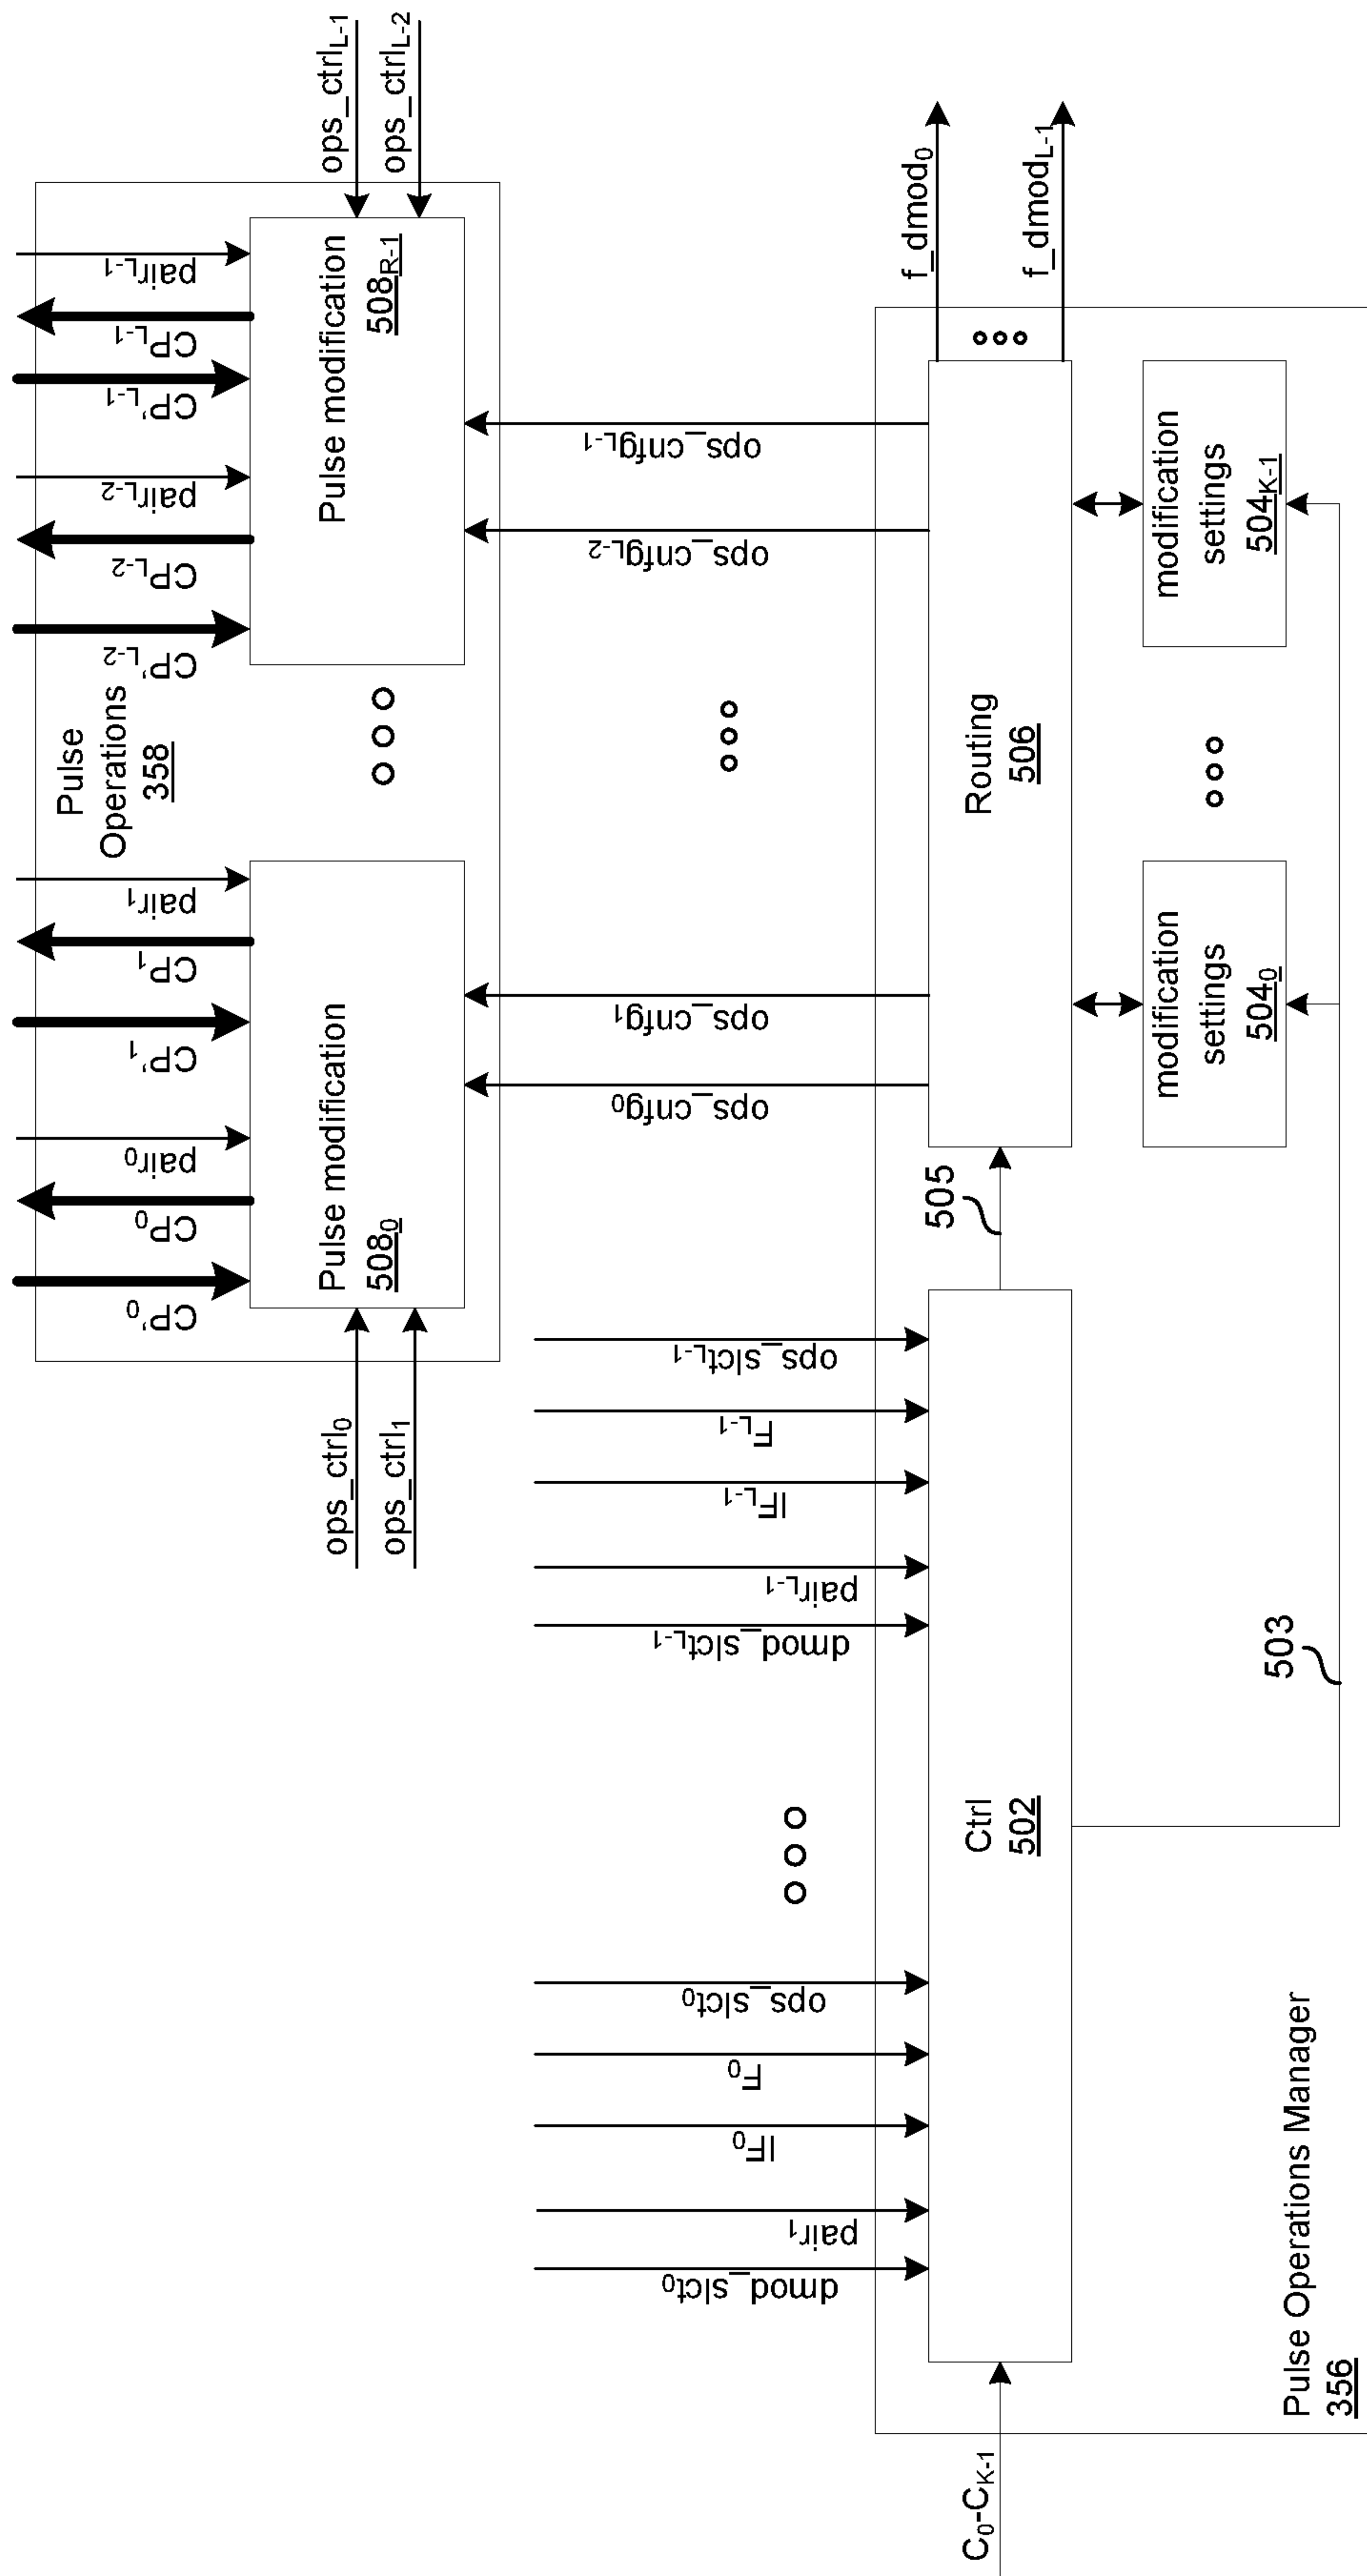 CP'₀
CP₀
pair₀
CP'₁
CP₁
pair₁
Pulse
Operations
358
CP'L-2
CPL-2
pairL-2
CP'L-1
CPL-1
pairL-1
ops_ctrl₀
ops_ctrl₁
Pulse modification
508₀
Pulse modification
508R-1
ops_ctrlL-1
ops_ctrlL-2
ops_cnfg₀
ops_cnfg₁
ops_cnfgL-2
ops_cnfgL-1
dmod_slct₀
pair₁
IF₀
F₀
ops_slct₀
dmod_slctL-1
pairL-1
IFL-1
FL-1
ops_slctL-1
C₀-CK-1
Ctrl
502
505
Routing
506
f_dmod₀
f_dmodL-1
modification
settings
504₀
modification
settings
504K-1
503
Pulse Operations Manager
356